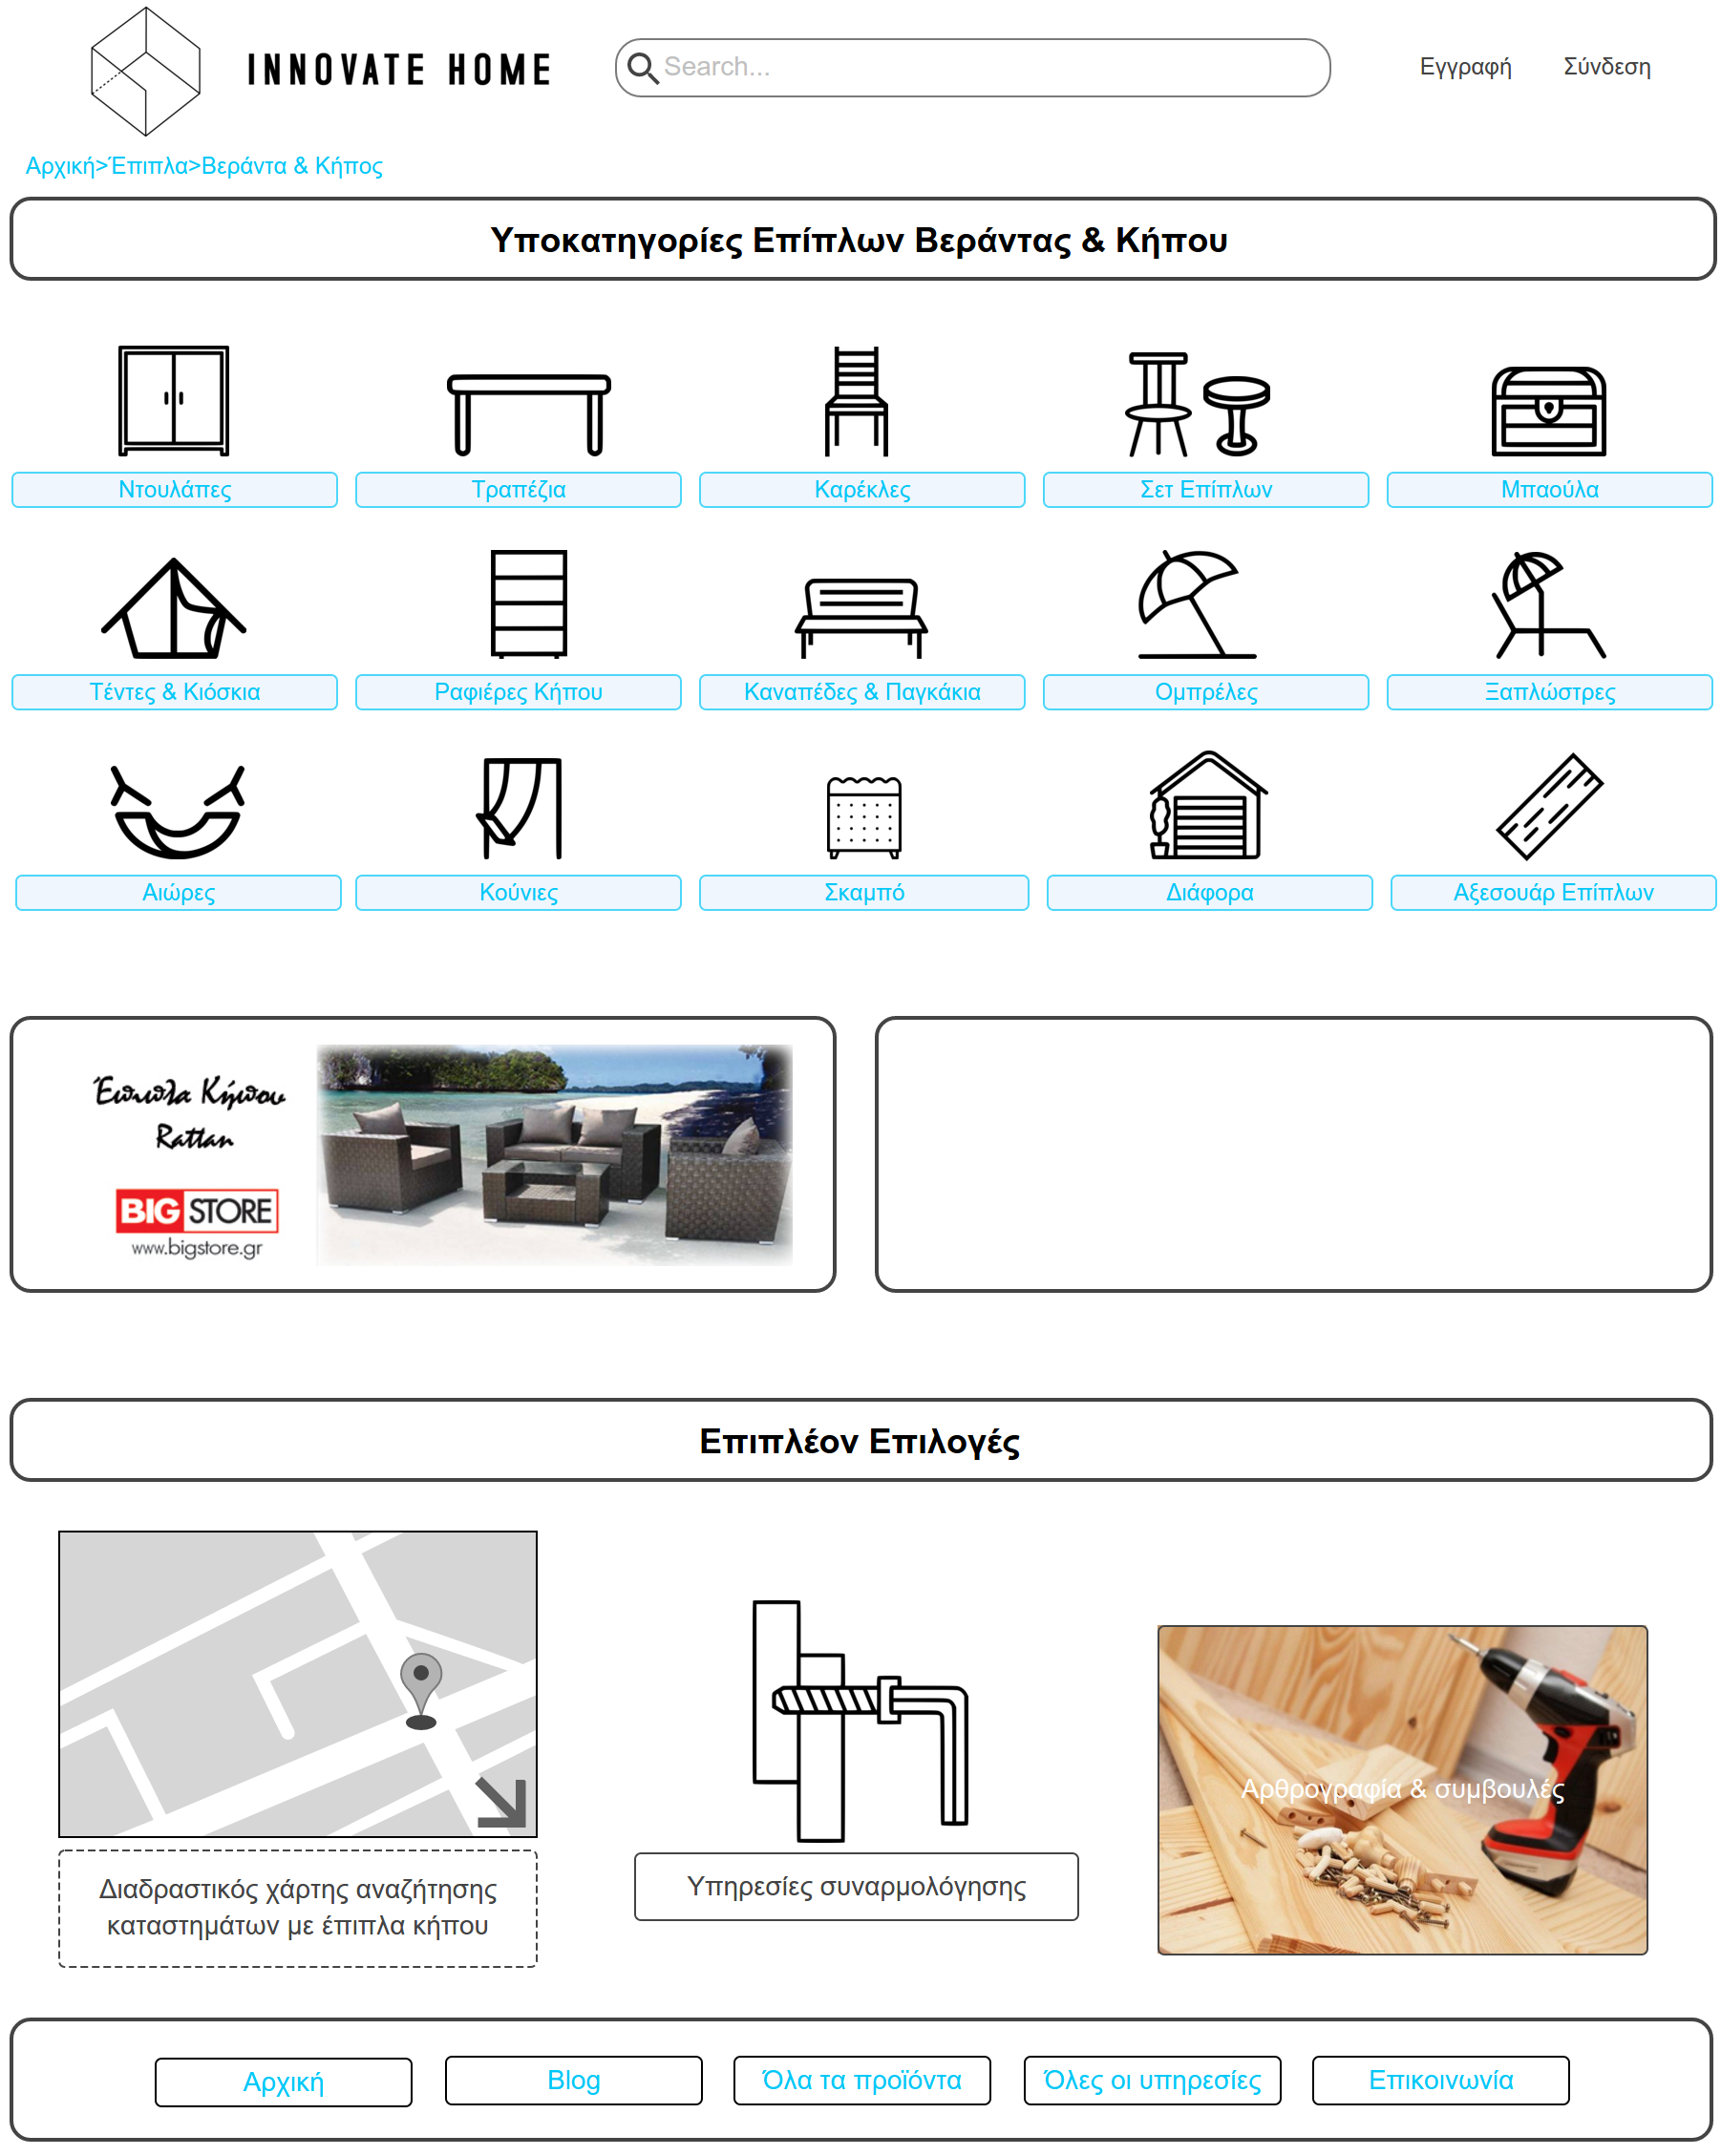 INNOVATE HOME
Search...
Εγγραφή
Σύνδεση
Αρχική>Έπιπλα>Βεράντα & Κήπος
Υποκατηγορίες Επίπλων Βεράντας & Κήπου
Ντουλάπες
Τραπέζια
Καρέκλες
Σετ Επίπλων
Μπαούλα
Τέντες & Κιόσκια
Ραφιέρες Κήπου
Καναπέδες & Παγκάκια
Ομπρέλες
Ξαπλώστρες
Αιώρες
Κούνιες
Σκαμπό
Διάφορα
Αξεσουάρ Επίπλων
Έπιπλα Κήπου
Rattan
BIG STORE
www.bigstore.gr
Επιπλέον Επιλογές
Διαδραστικός χάρτης αναζήτησης
καταστημάτων με έπιπλα κήπου
Υπηρεσίες συναρμολόγησης
Αρθρογραφία & συμβουλές
Αρχική
Blog
Όλα τα προϊόντα
Όλες οι υπηρεσίες
Επικοινωνία